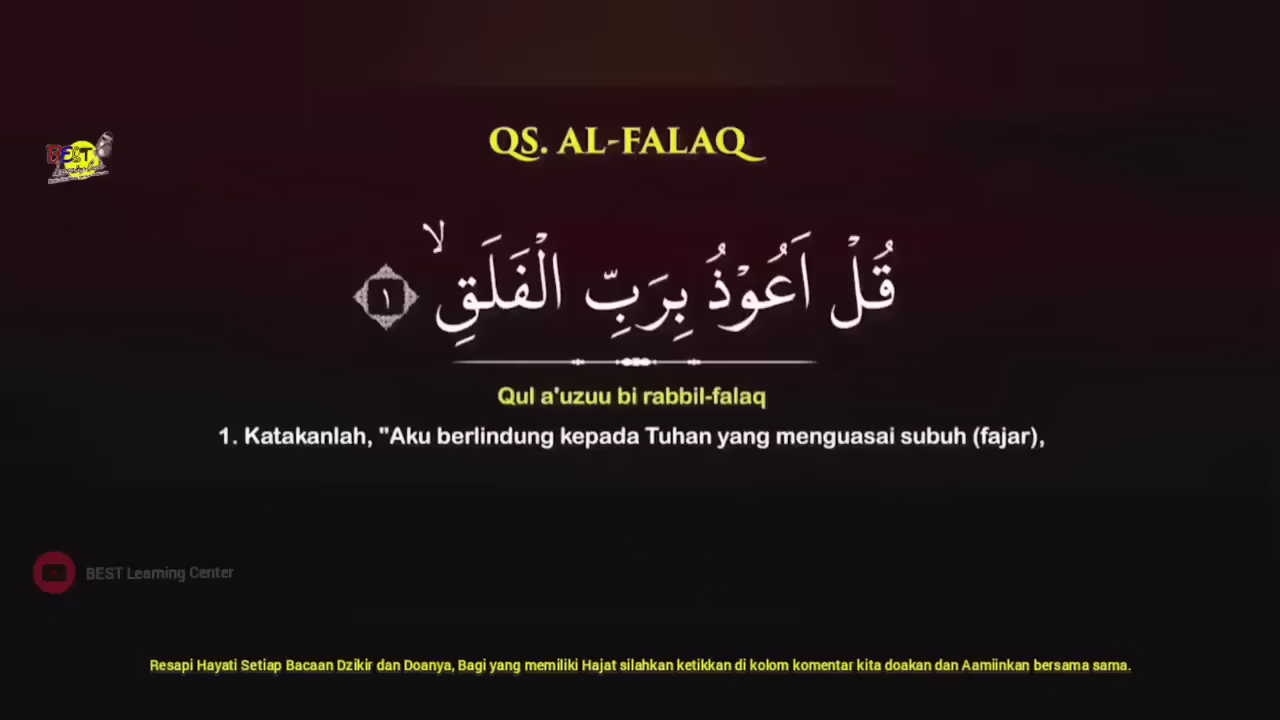 BEST
QS. AL-FALAQ
قُلْ اَعُوْذُ بِرَبِّ الْفَلَقِۙ ١
Qul a'uzuu bi rabbil-falaq
1. Katakanlah, "Aku berlindung kepada Tuhan yang menguasai subuh (fajar),
BEST Learning Center
Resapi Hayati Setiap Bacaan Dzikir dan Doanya, Bagi yang memiliki Hajat silahkan ketikkan di kolom komentar kita doakan dan Aamiinkan bersama sama.